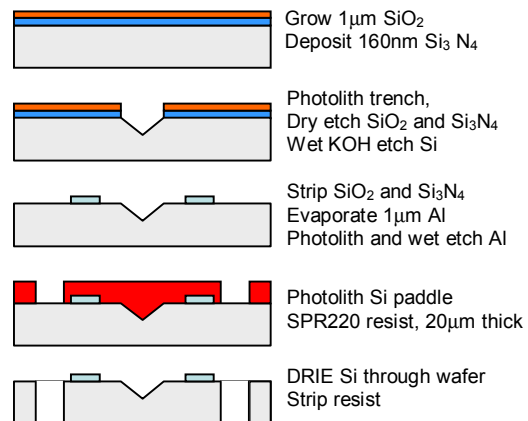 Grow 1μm SiO₂
Deposit 160nm Si₃ N₄
Photolith trench,
Dry etch SiO₂ and Si₃N₄
Wet KOH etch Si
Strip SiO₂ and Si₃N₄
Evaporate 1μm Al
Photolith and wet etch Al
Photolith Si paddle
SPR220 resist, 20μm thick
DRIE Si through wafer
Strip resist